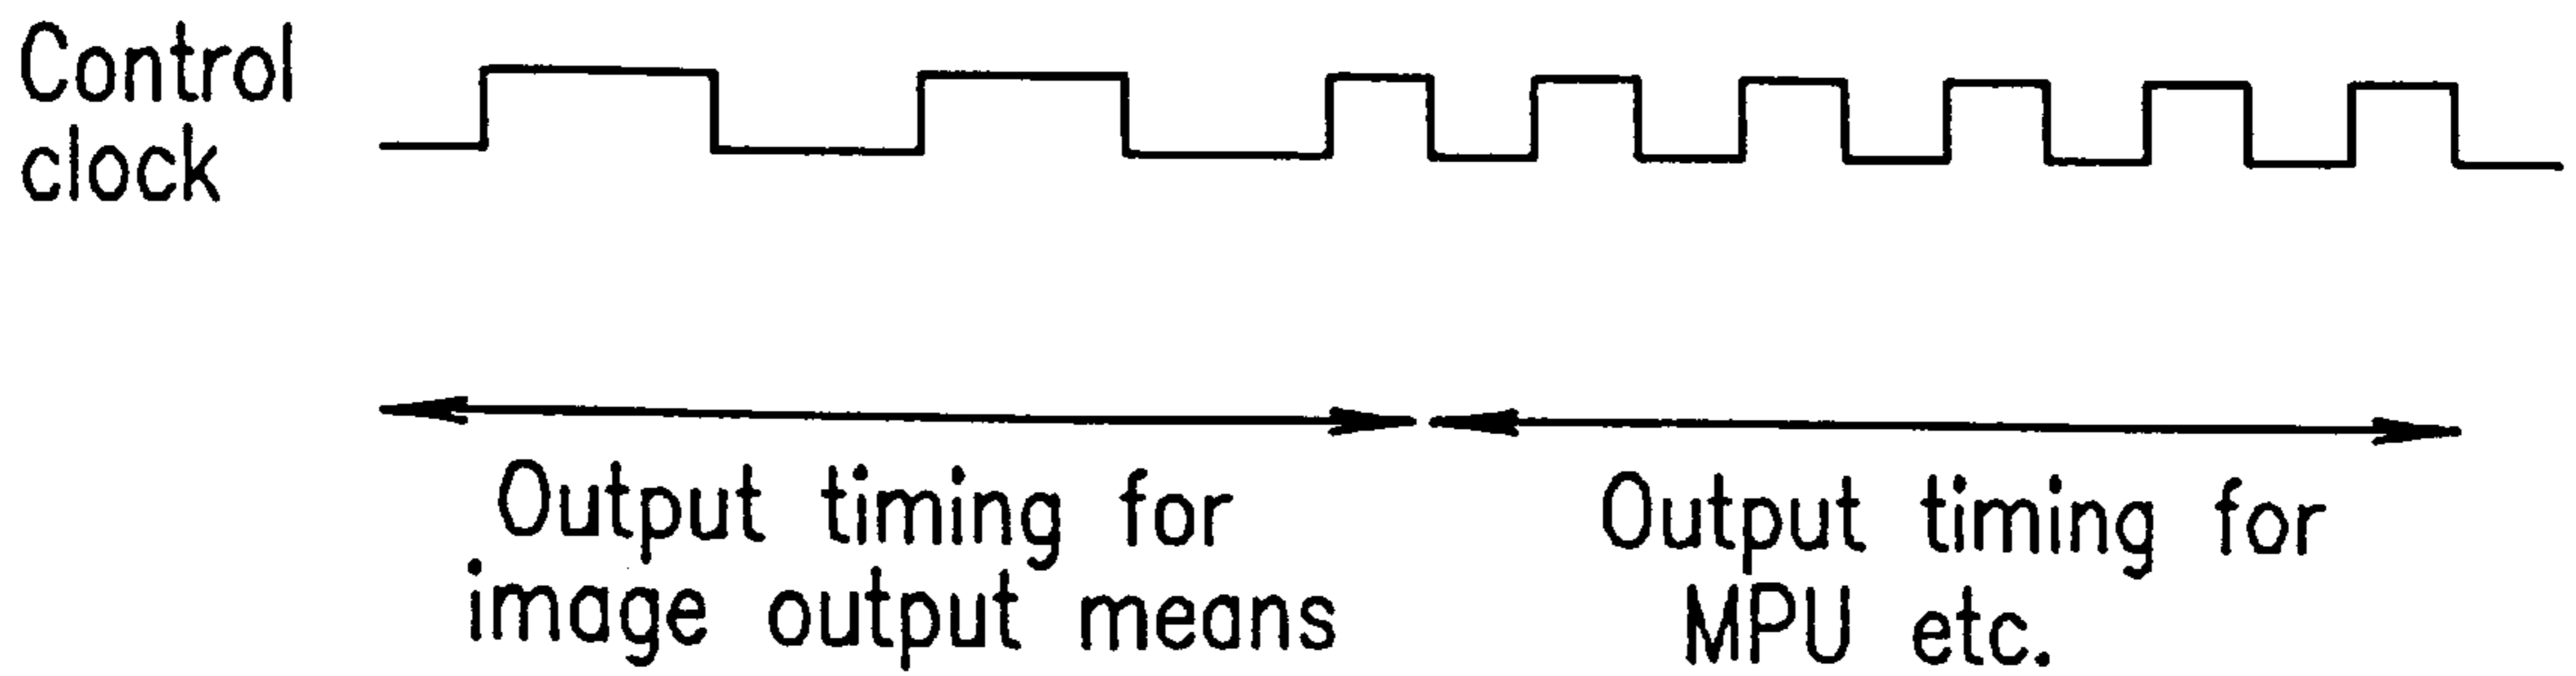 Control
clock
Output timing for
image output means
Output timing for
MPU etc.